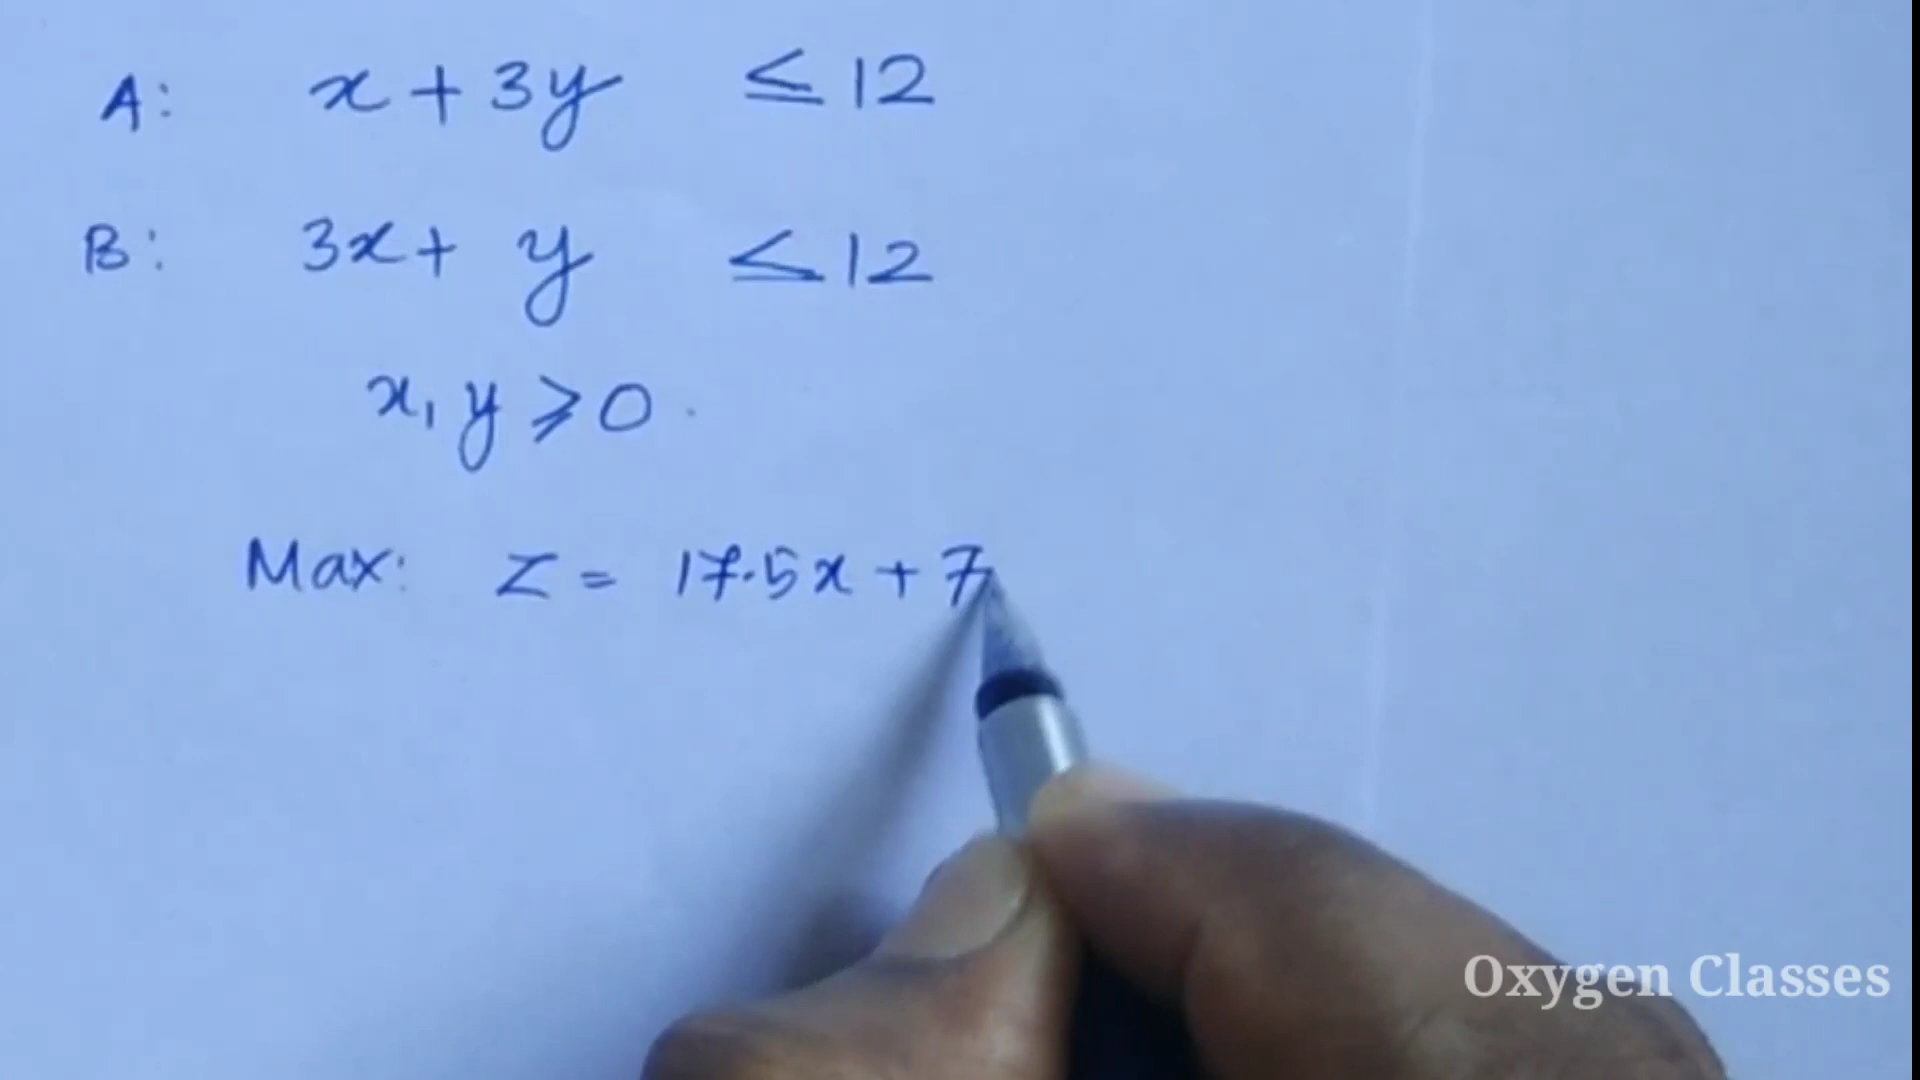 A: x + 3y ≤ 12
B: 3x + y ≤ 12
x, y ≥ 0.
Max: Z = 17.5x + 7
Oxygen Classes